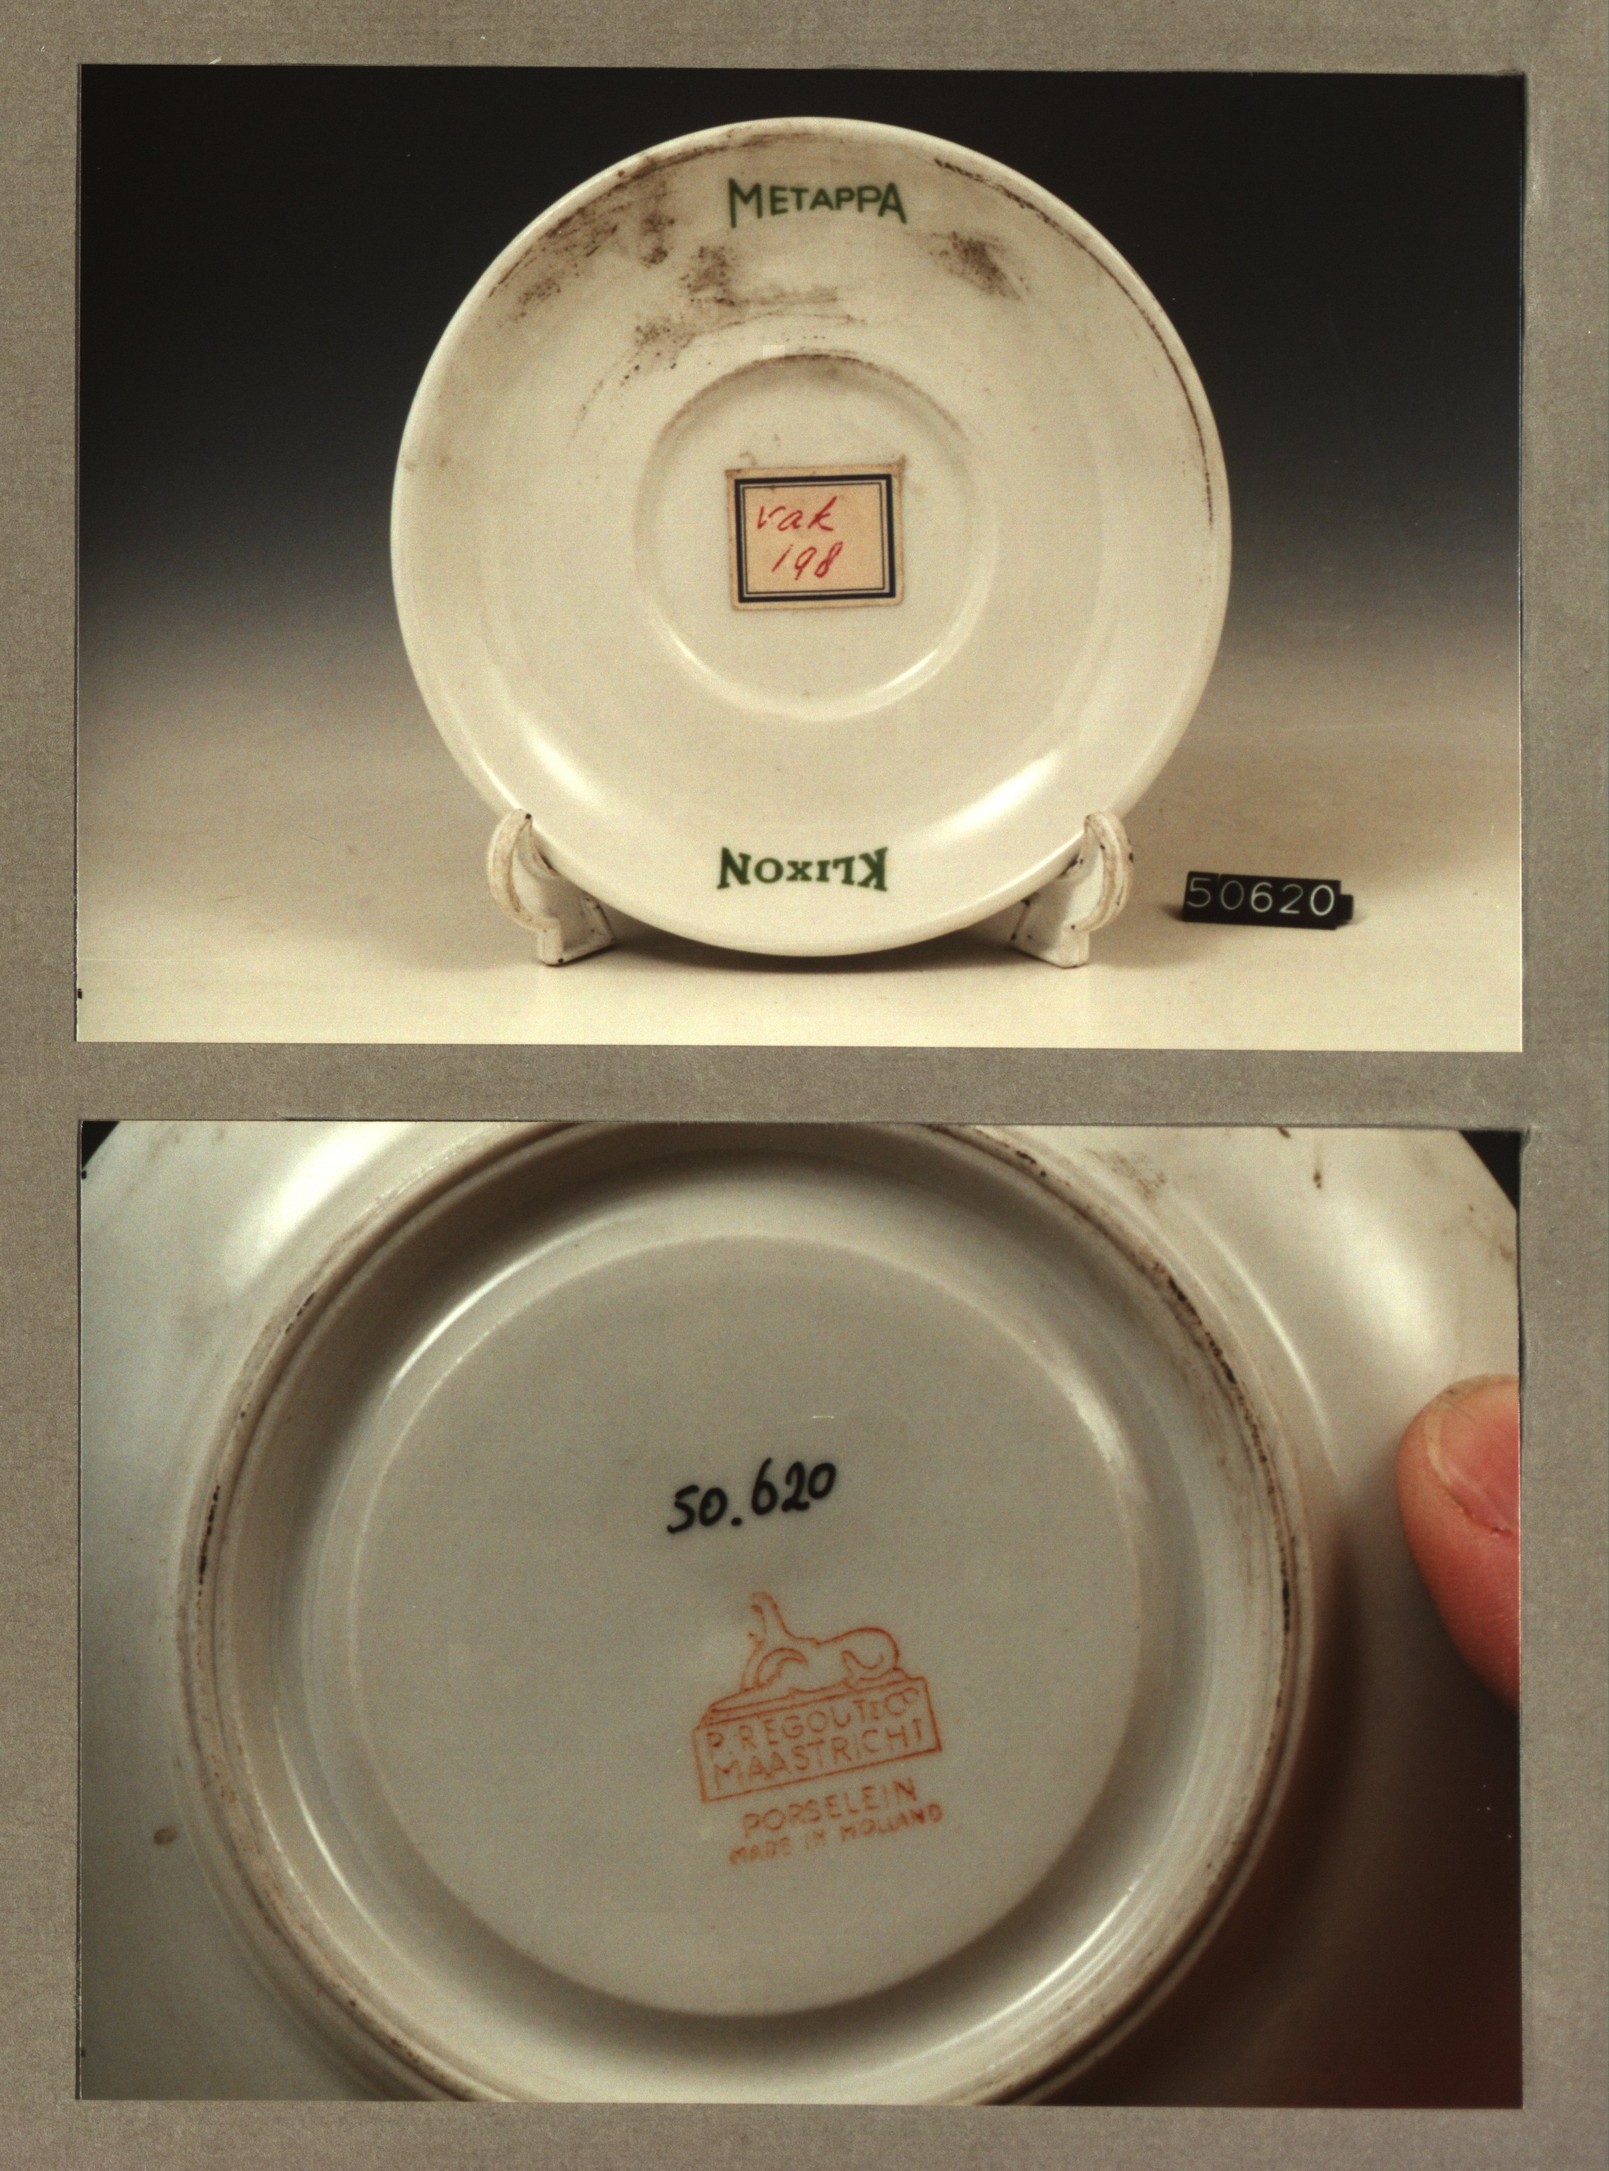 METAPPA
vak
198
KLIXON
50620
50.620
P. REGOUT & Co
MAASTRICHT
PORSELEIN
MADE IN HOLLAND